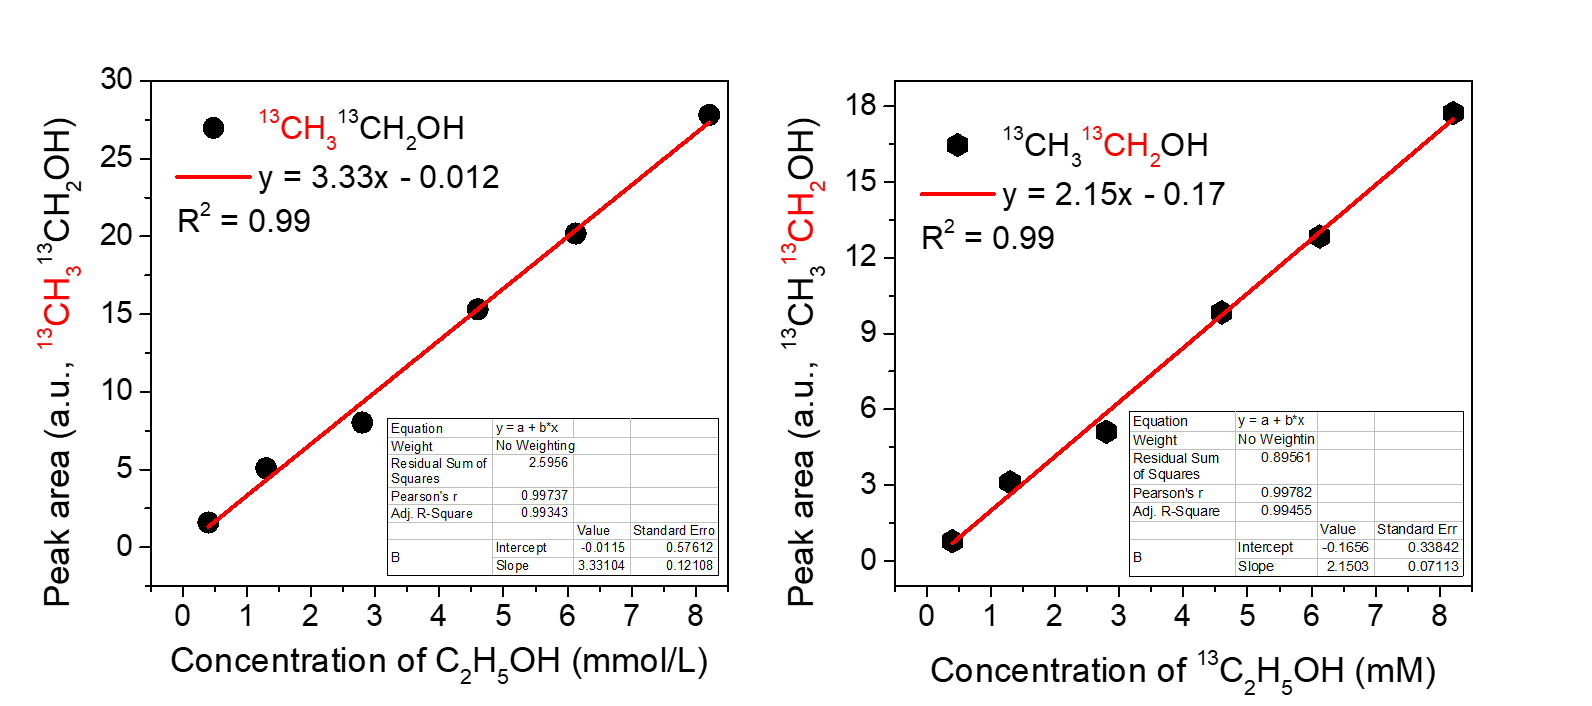 30
25
20
15
10
5
0
Peak area (a.u., ¹³CH₃¹³CH₂OH)
¹³CH₃¹³CH₂OH
y = 3.33x - 0.012
R² = 0.99
Equation y = a + b*x
Weight No Weighting
Residual Sum of Squares 2.5956
Pearson's r 0.99737
Adj. R-Square 0.99343
Value Standard Erro
B Intercept -0.0115 0.57612
Slope 3.33104 0.12108
0 1 2 3 4 5 6 7 8
Concentration of C₂H₅OH (mmol/L)
18
15
12
9
6
3
0
Peak area (a.u., ¹³CH₃¹³CH₂OH)
¹³CH₃¹³CH₂OH
y = 2.15x - 0.17
R² = 0.99
Equation y = a + b*x
Weight No Weightin
Residual Sum of Squares 0.89561
Pearson's r 0.99782
Adj. R-Square 0.99455
Value Standard Err
B Intercept -0.1656 0.33842
Slope 2.1503 0.07113
0 1 2 3 4 5 6 7 8
Concentration of ¹³C₂H₅OH (mM)